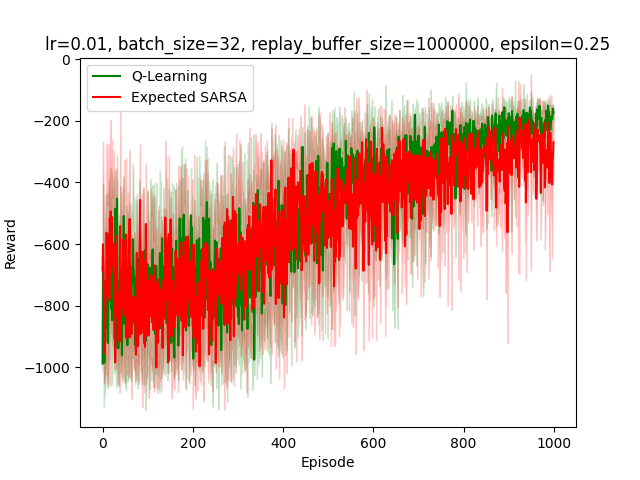 lr=0.01, batch_size=32, replay_buffer_size=1000000, epsilon=0.25
Q-Learning
Expected SARSA
0
−200
−400
−600
−800
−1000
Reward
0 200 400 600 800 1000
Episode